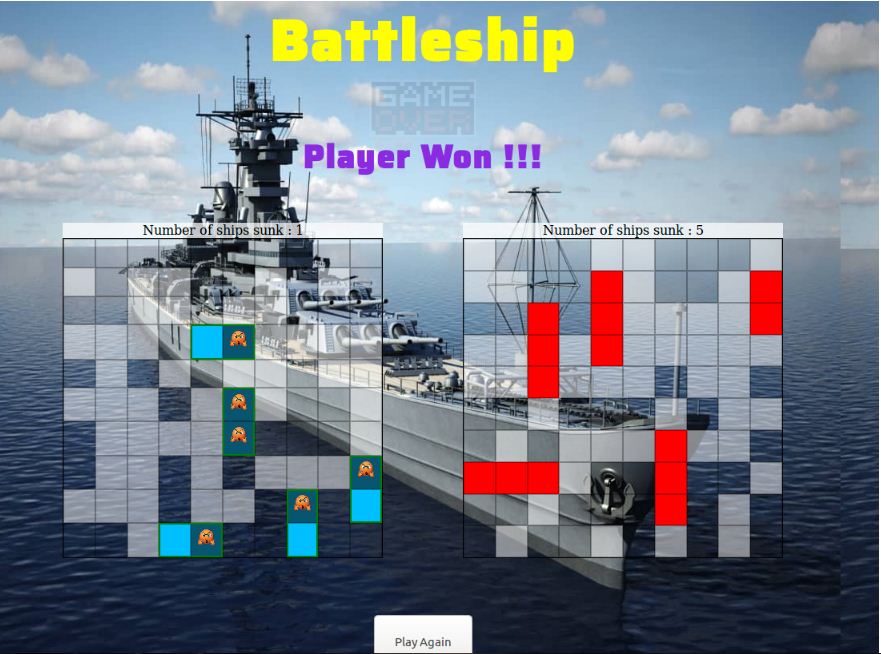 Battleship
GAME
OVER
Player Won !!!
Number of ships sunk : 1
Number of ships sunk : 5
Play Again